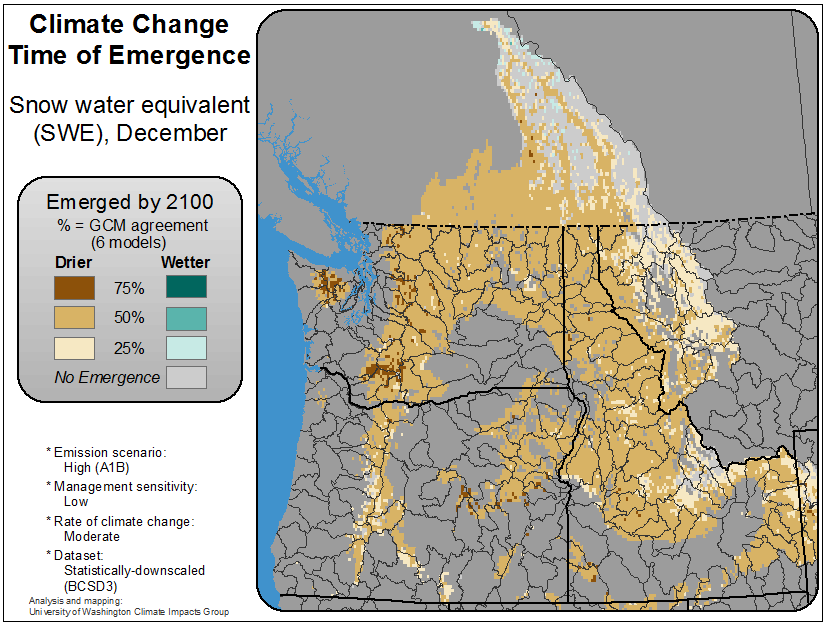 Climate Change
Time of Emergence
Snow water equivalent
(SWE), December
Emerged by 2100
% = GCM agreement
(6 models)
Drier Wetter
75%
50%
25%
No Emergence
* Emission scenario:
High (A1B)
* Management sensitivity:
Low
* Rate of climate change:
Moderate
* Dataset:
Statistically-downscaled
(BCSD3)
Analysis and mapping:
University of Washington Climate Impacts Group